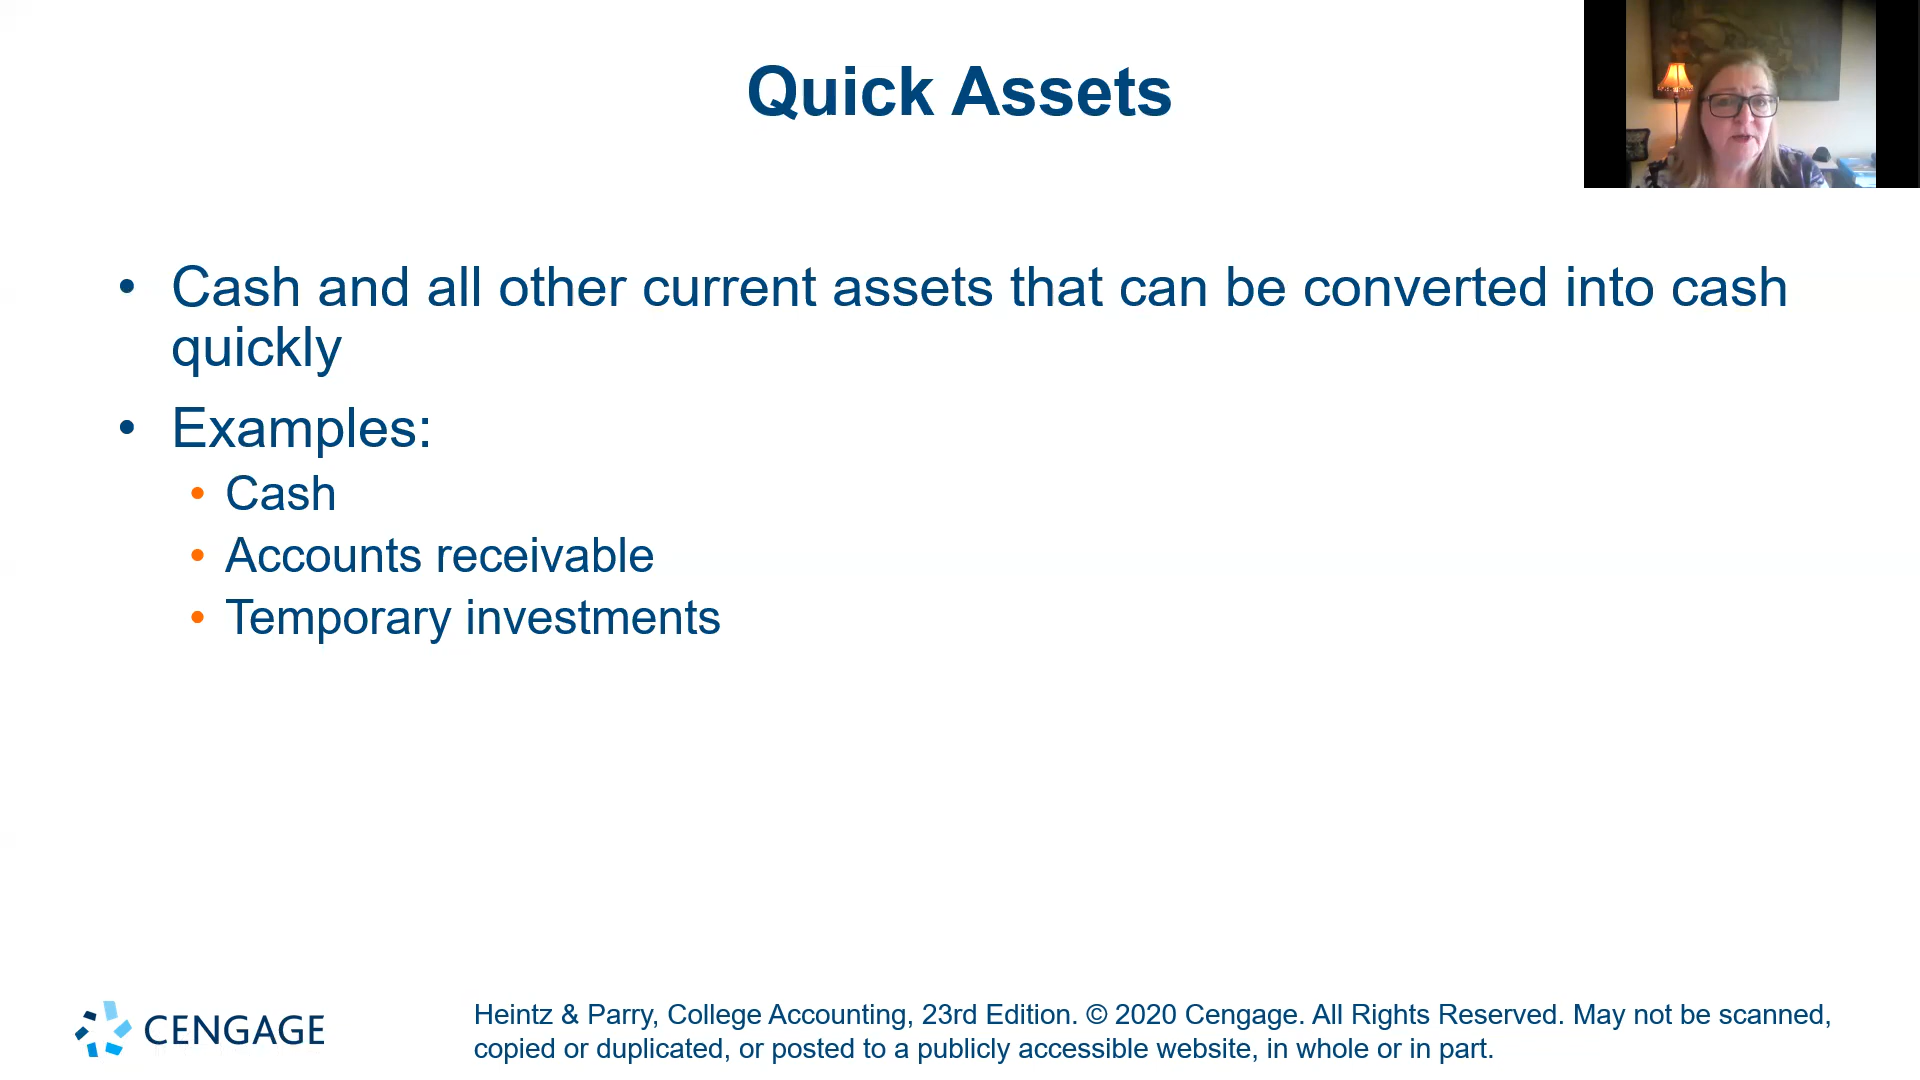 Quick Assets
• Cash and all other current assets that can be converted into cash
quickly
• Examples:
• Cash
• Accounts receivable
• Temporary investments
CENGAGE
Heintz & Parry, College Accounting, 23rd Edition. © 2020 Cengage. All Rights Reserved. May not be scanned,
copied or duplicated, or posted to a publicly accessible website, in whole or in part.